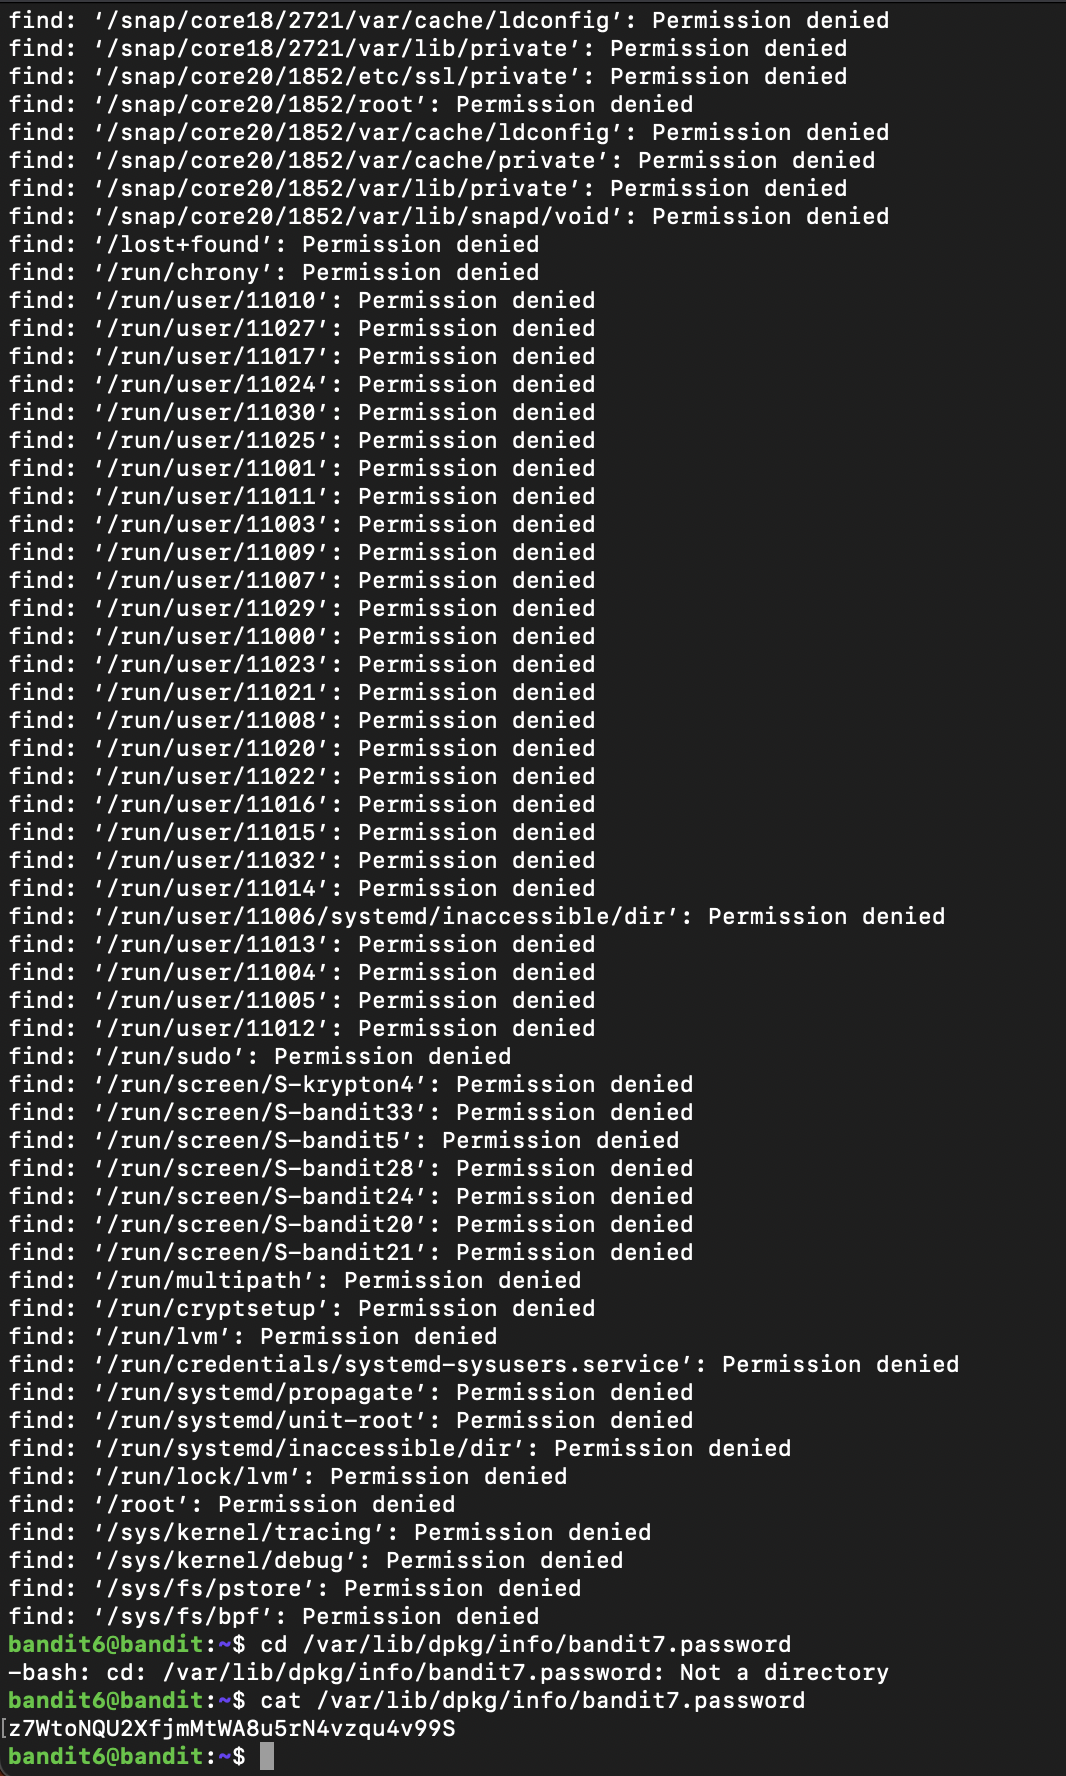 find: ‘/snap/core18/2721/var/cache/ldconfig’: Permission denied
find: ‘/snap/core18/2721/var/lib/private’: Permission denied
find: ‘/snap/core20/1852/etc/ssl/private’: Permission denied
find: ‘/snap/core20/1852/root’: Permission denied
find: ‘/snap/core20/1852/var/cache/ldconfig’: Permission denied
find: ‘/snap/core20/1852/var/cache/private’: Permission denied
find: ‘/snap/core20/1852/var/lib/private’: Permission denied
find: ‘/snap/core20/1852/var/lib/snapd/void’: Permission denied
find: ‘/lost+found’: Permission denied
find: ‘/run/chrony’: Permission denied
find: ‘/run/user/11010’: Permission denied
find: ‘/run/user/11027’: Permission denied
find: ‘/run/user/11017’: Permission denied
find: ‘/run/user/11024’: Permission denied
find: ‘/run/user/11030’: Permission denied
find: ‘/run/user/11025’: Permission denied
find: ‘/run/user/11001’: Permission denied
find: ‘/run/user/11011’: Permission denied
find: ‘/run/user/11003’: Permission denied
find: ‘/run/user/11009’: Permission denied
find: ‘/run/user/11007’: Permission denied
find: ‘/run/user/11029’: Permission denied
find: ‘/run/user/11000’: Permission denied
find: ‘/run/user/11023’: Permission denied
find: ‘/run/user/11021’: Permission denied
find: ‘/run/user/11008’: Permission denied
find: ‘/run/user/11020’: Permission denied
find: ‘/run/user/11022’: Permission denied
find: ‘/run/user/11016’: Permission denied
find: ‘/run/user/11015’: Permission denied
find: ‘/run/user/11032’: Permission denied
find: ‘/run/user/11014’: Permission denied
find: ‘/run/user/11006/systemd/inaccessible/dir’: Permission denied
find: ‘/run/user/11013’: Permission denied
find: ‘/run/user/11004’: Permission denied
find: ‘/run/user/11005’: Permission denied
find: ‘/run/user/11012’: Permission denied
find: ‘/run/sudo’: Permission denied
find: ‘/run/screen/S-krypton4’: Permission denied
find: ‘/run/screen/S-bandit33’: Permission denied
find: ‘/run/screen/S-bandit5’: Permission denied
find: ‘/run/screen/S-bandit28’: Permission denied
find: ‘/run/screen/S-bandit24’: Permission denied
find: ‘/run/screen/S-bandit20’: Permission denied
find: ‘/run/screen/S-bandit21’: Permission denied
find: ‘/run/multipath’: Permission denied
find: ‘/run/cryptsetup’: Permission denied
find: ‘/run/lvm’: Permission denied
find: ‘/run/credentials/systemd-sysusers.service’: Permission denied
find: ‘/run/systemd/propagate’: Permission denied
find: ‘/run/systemd/unit-root’: Permission denied
find: ‘/run/systemd/inaccessible/dir’: Permission denied
find: ‘/run/lock/lvm’: Permission denied
find: ‘/root’: Permission denied
find: ‘/sys/kernel/tracing’: Permission denied
find: ‘/sys/kernel/debug’: Permission denied
find: ‘/sys/fs/pstore’: Permission denied
find: ‘/sys/fs/bpf’: Permission denied
bandit6@bandit:~$ cd /var/lib/dpkg/info/bandit7.password
-bash: cd: /var/lib/dpkg/info/bandit7.password: Not a directory
bandit6@bandit:~$ cat /var/lib/dpkg/info/bandit7.password
[z7WtoNQU2XfjmMtWA8u5rN4vzqu4v99S
bandit6@bandit:~$